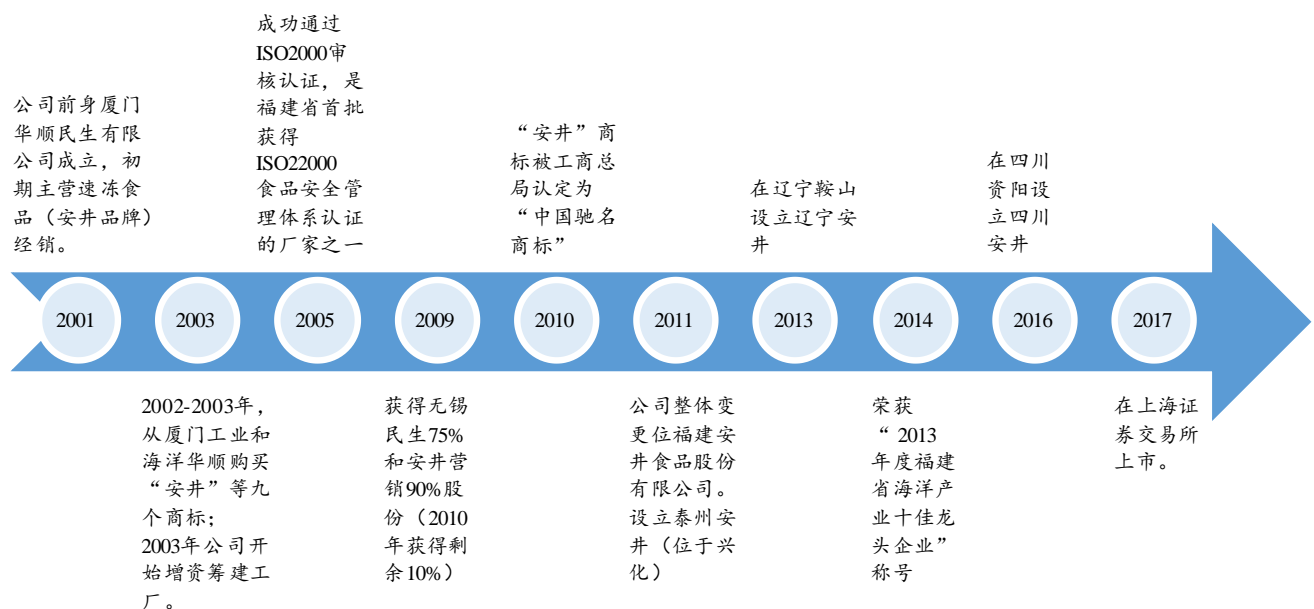 公司前身厦门
华顺民生有限
公司成立，初
期主营速冻食
品（安井品牌）
经销。
成功通过
ISO2000审
核认证，是
福建省首批
获得
ISO22000
食品安全管
理体系认证
的厂家之一
“安井”商
标被工商总
局认定为
“中国驰名
商标”
在辽宁鞍山
设立辽宁安
井
在四川
资阳设
立四川
安井
2001
2003
2005
2009
2010
2011
2013
2014
2016
2017
2002-2003年，
从厦门工业和
海洋华顺购买
“安井”等九
个商标；
2003年公司开
始增资筹建工
厂。
获得无锡
民生75%
和安井营
销90%股
份（2010
年获得剩
余10%）
公司整体变
更位福建安
井食品股份
有限公司。
设立泰州安
井（位于兴
化）
荣获
“ 2013
年度福建
省海洋产
业十佳龙
头企业”
称号
在上海证
券交易所
上市。